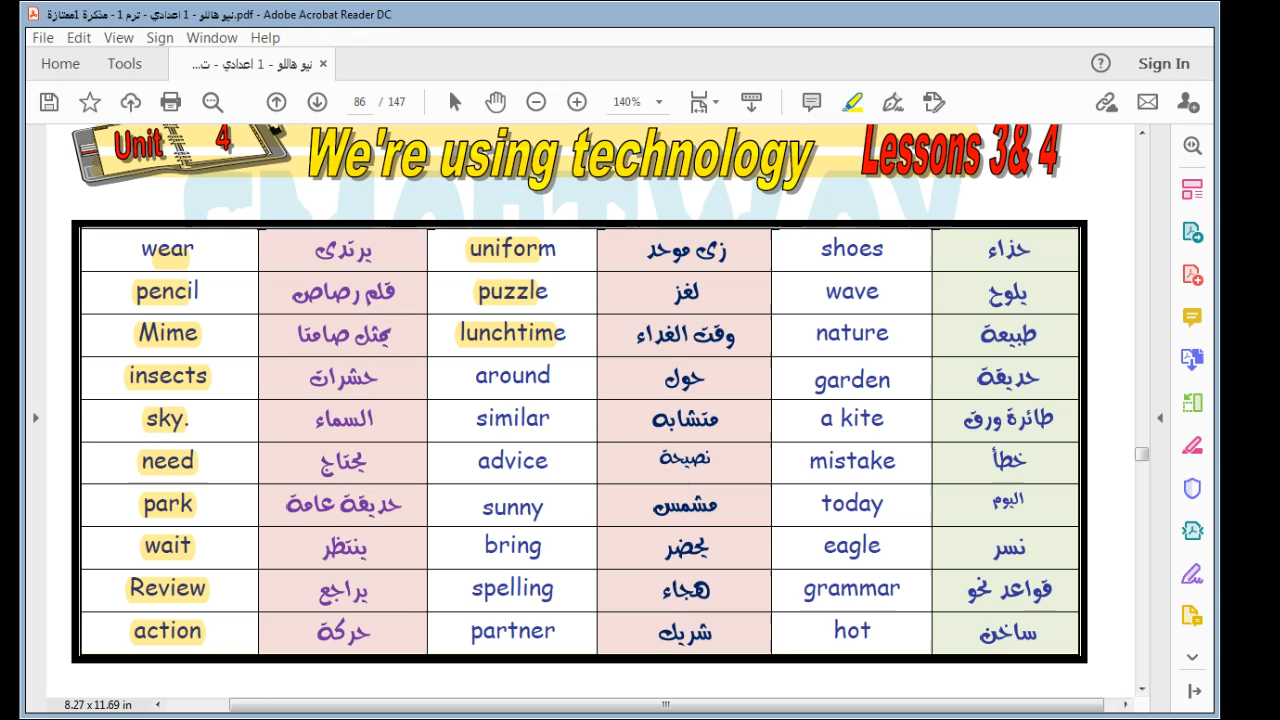 نيو هاللو - 1 اعدادي - ترم 1 - مذكرة 1ممتازة.pdf - Adobe Acrobat Reader DC
File Edit View Sign Window Help
Home Tools نيو هاللو - 1 اعدادي - ت... × Sign In
86 / 147 140%
Unit 4 We're using technology Lessons 3& 4
wear يرتدى uniform زى موحد shoes حذاء
pencil قلم رصاص puzzle لغز wave يلوح
Mime يمثل صامتا lunchtime وقت الغداء nature طبيعة
insects حشرات around حول garden حديقة
sky. السماء similar متشابه a kite طائرة ورق
need يحتاج advice نصيحة mistake خطأ
park حديقة عامة sunny مشمس today اليوم
wait ينتظر bring يحضر eagle نسر
Review يراجع spelling هجاء grammar قواعد نحو
action حركة partner شريك hot ساخن
8.27 x 11.69 in